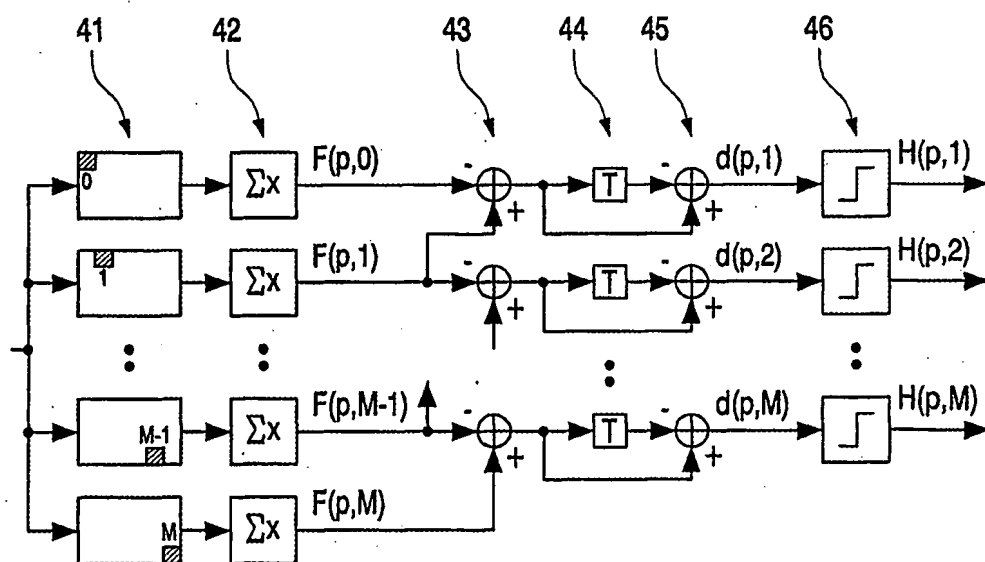 41 42 43 44 45 46
0 Σx F(p,0) - + T - + d(p,1) H(p,1)
1 Σx F(p,1) - + T - + d(p,2) H(p,2)
M-1 Σx F(p,M-1) - + T - + d(p,M) H(p,M)
M Σx F(p,M)